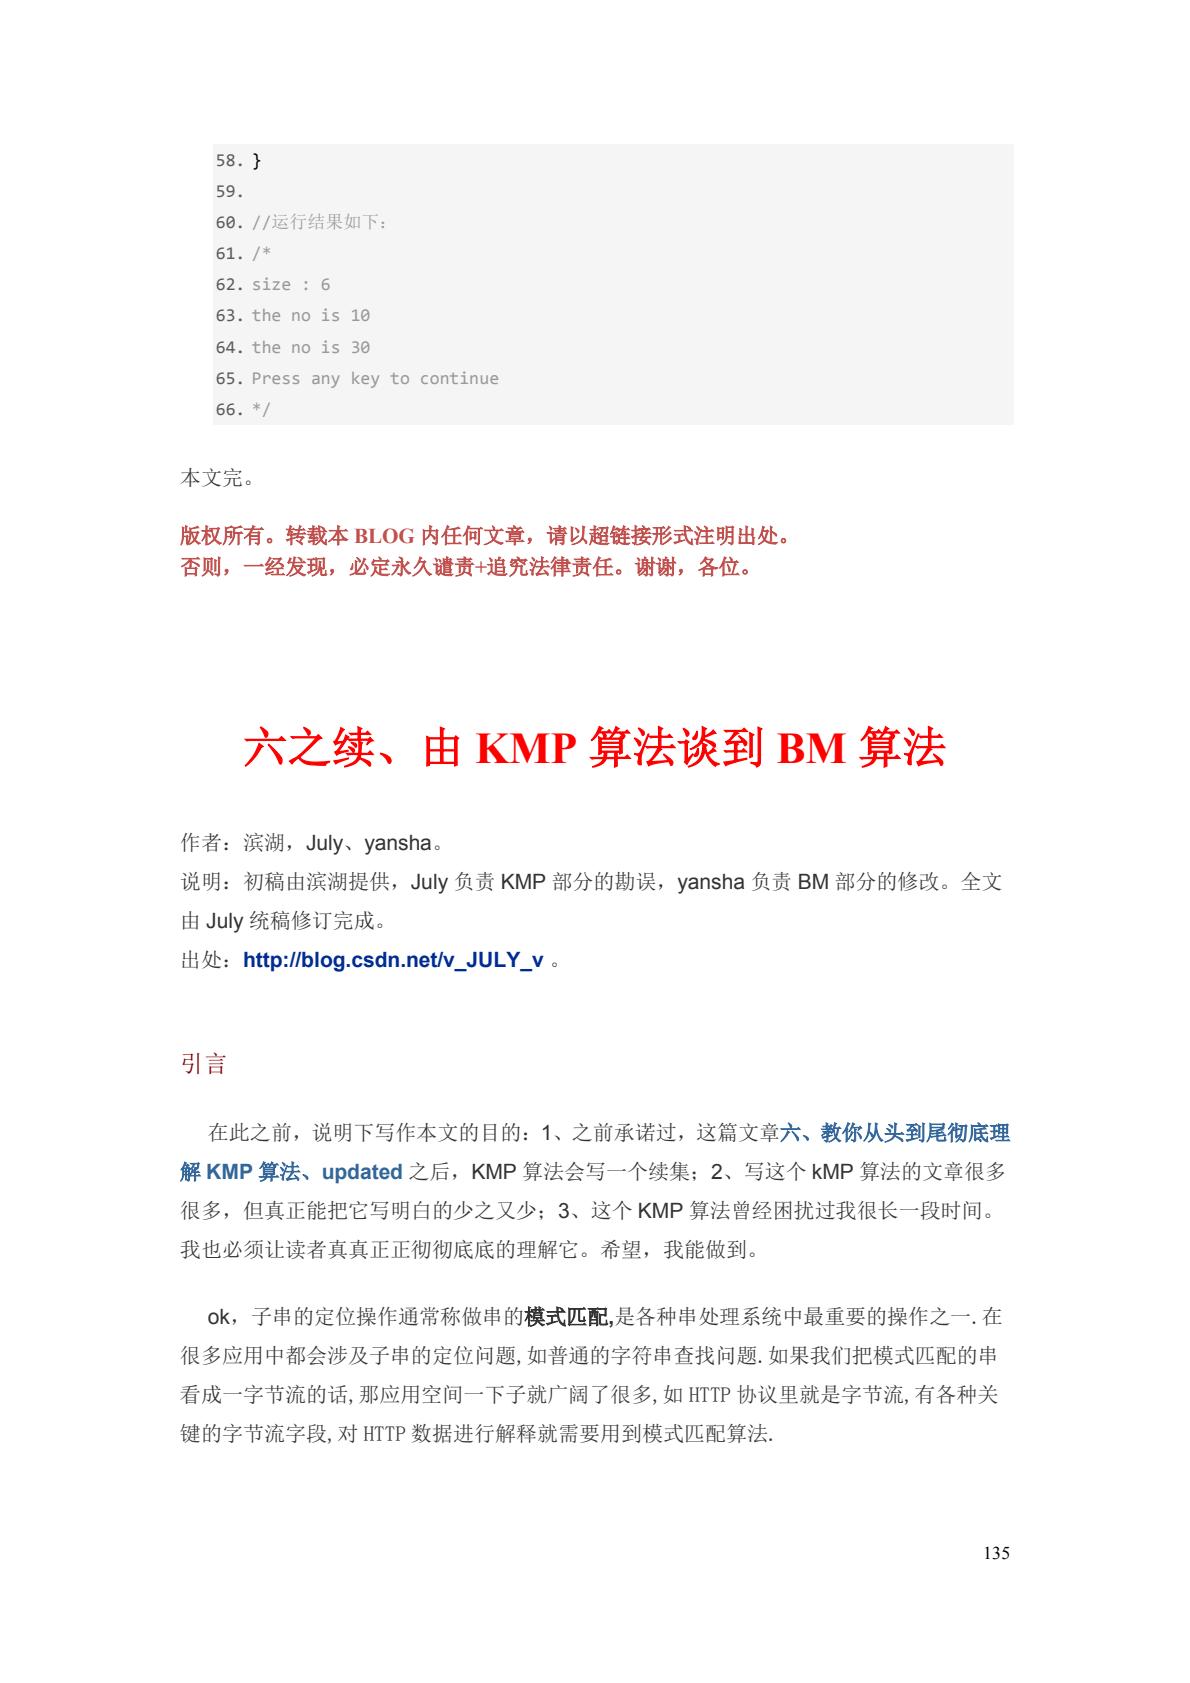 58. }
59.
60. //运行结果如下：
61. /*
62. size : 6
63. the no is 10
64. the no is 30
65. Press any key to continue
66. */
本文完。
版权所有。转载本 BLOG 内任何文章，请以超链接形式注明出处。
否则，一经发现，必定永久谴责+追究法律责任。谢谢，各位。
六之续、由 KMP 算法谈到 BM 算法
作者：滨湖，July、yansha。
说明：初稿由滨湖提供，July 负责 KMP 部分的勘误，yansha 负责 BM 部分的修改。全文
由 July 统稿修订完成。
出处：http://blog.csdn.net/v_JULY_v 。
引言
在此之前，说明下写作本文的目的：1、之前承诺过，这篇文章六、教你从头到尾彻底理
解 KMP 算法、updated 之后，KMP 算法会写一个续集；2、写这个 kMP 算法的文章很多
很多，但真正能把它写明白的少之又少；3、这个 KMP 算法曾经困扰过我很长一段时间。
我也必须让读者真真正正彻彻底底的理解它。希望，我能做到。
ok，子串的定位操作通常称做串的模式匹配,是各种串处理系统中最重要的操作之一.在
很多应用中都会涉及子串的定位问题,如普通的字符串查找问题.如果我们把模式匹配的串
看成一字节流的话,那应用空间一下子就广阔了很多,如 HTTP 协议里就是字节流,有各种关
键的字节流字段,对 HTTP 数据进行解释就需要用到模式匹配算法.
135